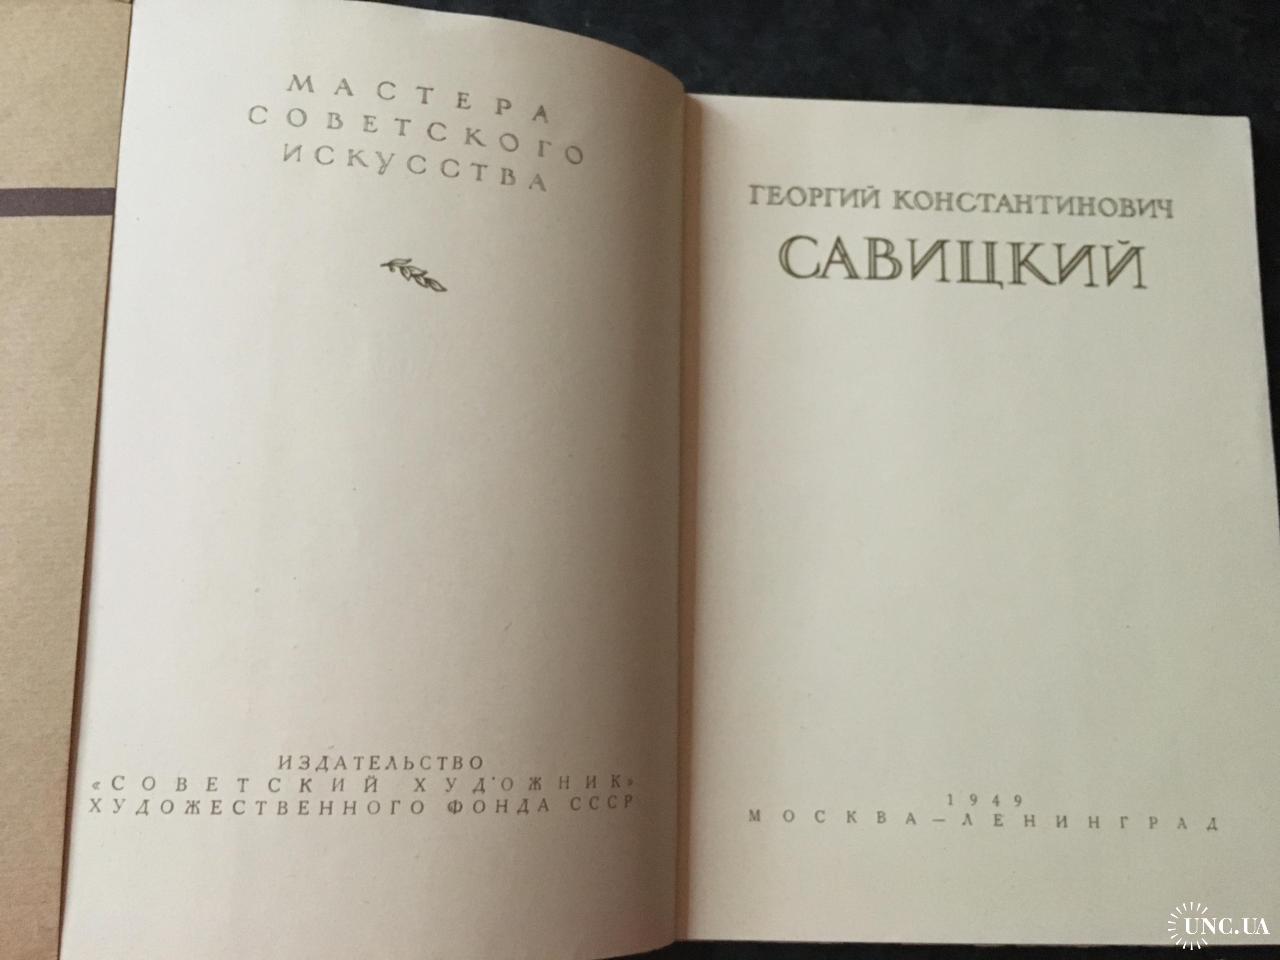 МАСТЕРА
СОВЕТСКОГО
ИСКУССТВА
ИЗДАТЕЛЬСТВО
«СОВЕТСКИЙ ХУДОЖНИК»
ХУДОЖЕСТВЕННОГО ФОНДА СССР
ГЕОРГИЙ КОНСТАНТИНОВИЧ
САВИЦКИЙ
1949
МОСКВА—ЛЕНИНГРАД
UNC.UA